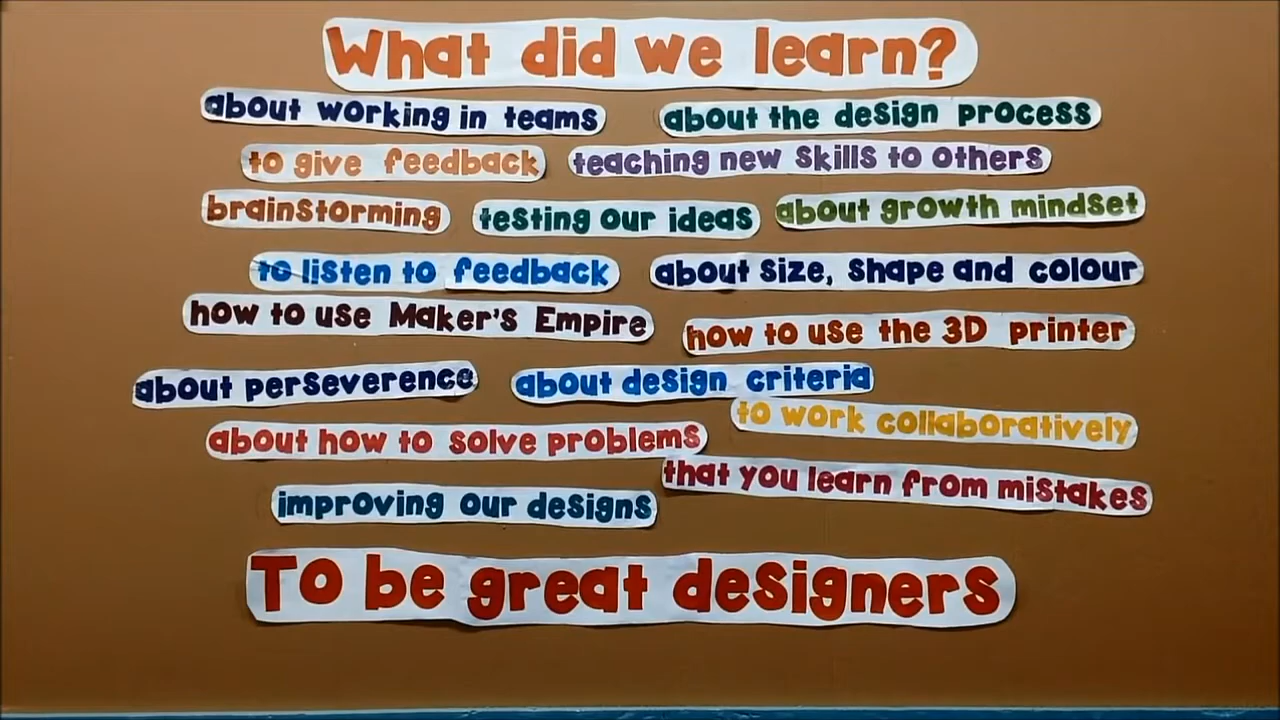 What did we learn?
about working in teams
about the design process
to give feedback
teaching new skills to others
brainstorming
testing our ideas
about growth mindset
to listen to feedback
about size, shape and colour
how to use Maker's Empire
how to use the 3D printer
about perseverence
about design criteria
to work collaboratively
about how to solve problems
that you learn from mistakes
improving our designs
To be great designers